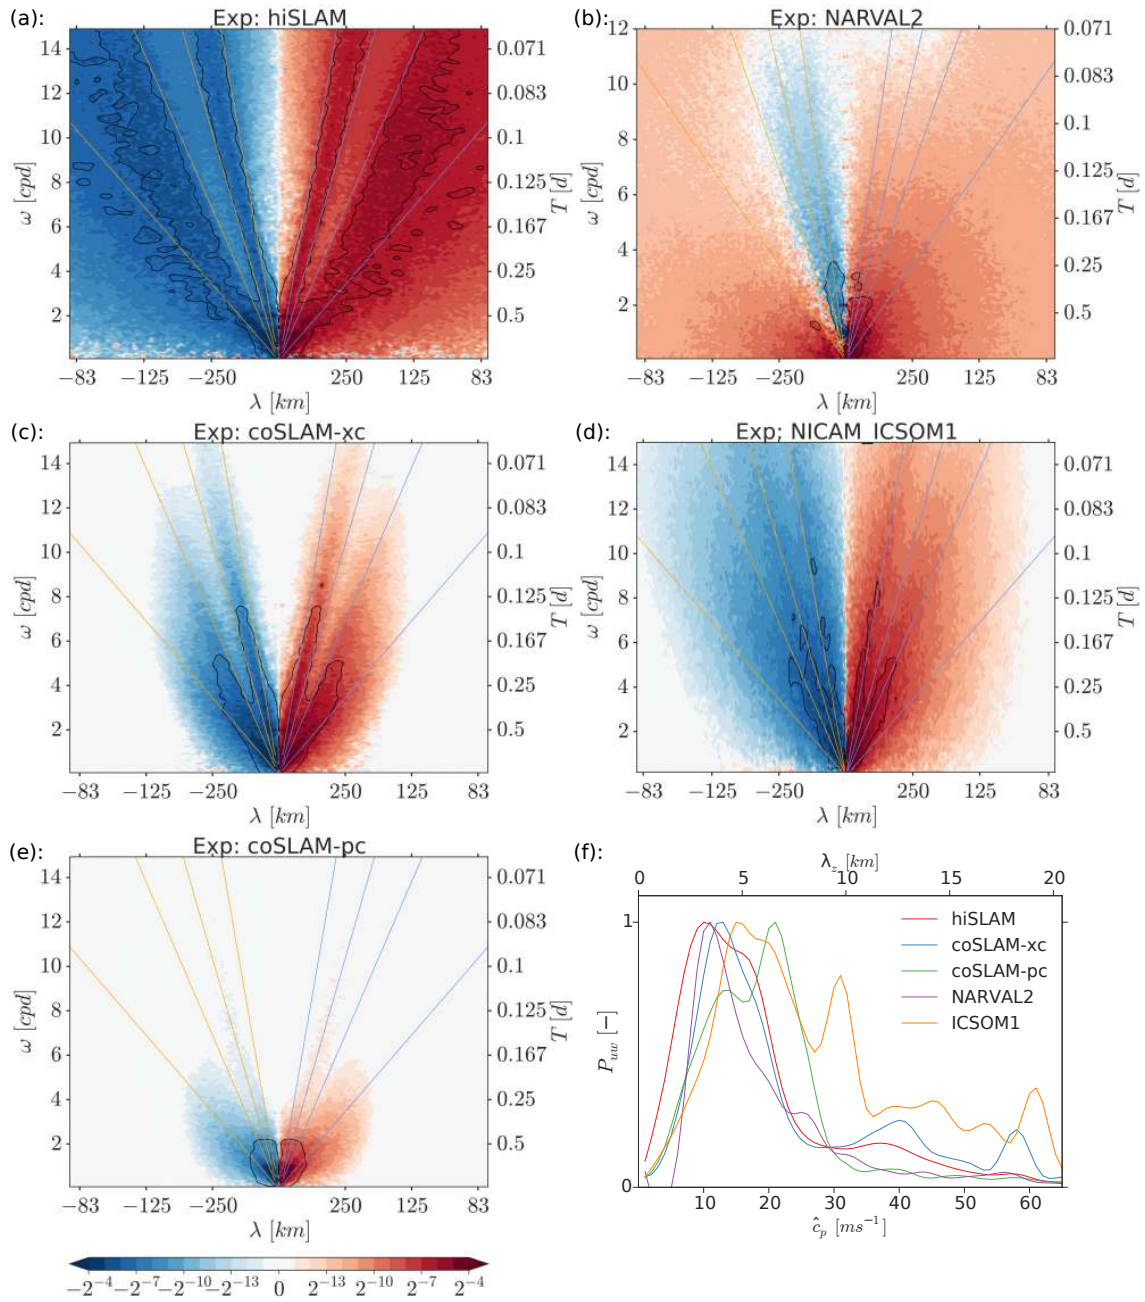 (a):
Exp: hiSLAM
14
12
10
8
6
4
2
ω [cpd]
0.071
0.083
0.1
0.125
0.167
0.25
0.5
T [d]
−83 −125 −250 250 125 83
λ [km]
(b):
Exp: NARVAL2
12
10
8
6
4
2
ω [cpd]
0.071
0.083
0.1
0.125
0.167
0.25
0.5
T [d]
−83 −125 −250 250 125 83
λ [km]
(c):
Exp: coSLAM-xc
14
12
10
8
6
4
2
ω [cpd]
0.071
0.083
0.1
0.125
0.167
0.25
0.5
T [d]
−83 −125 −250 250 125 83
λ [km]
(d):
Exp: NICAM_ICSOM1
14
12
10
8
6
4
2
ω [cpd]
0.071
0.083
0.1
0.125
0.167
0.25
0.5
T [d]
−83 −125 −250 250 125 83
λ [km]
(e):
Exp: coSLAM-pc
14
12
10
8
6
4
2
ω [cpd]
0.071
0.083
0.1
0.125
0.167
0.25
0.5
T [d]
−83 −125 −250 250 125 83
λ [km]
−2⁻⁴ −2⁻⁷ −2⁻¹⁰ −2⁻¹³ 0 2⁻¹³ 2⁻¹⁰ 2⁻⁷ 2⁻⁴
(f):
λz [km]
0 5 10 15 20
1
0
Puw [−]
hiSLAM
coSLAM-xc
coSLAM-pc
NARVAL2
ICSOM1
10 20 30 40 50 60
ĉp [ms⁻¹]